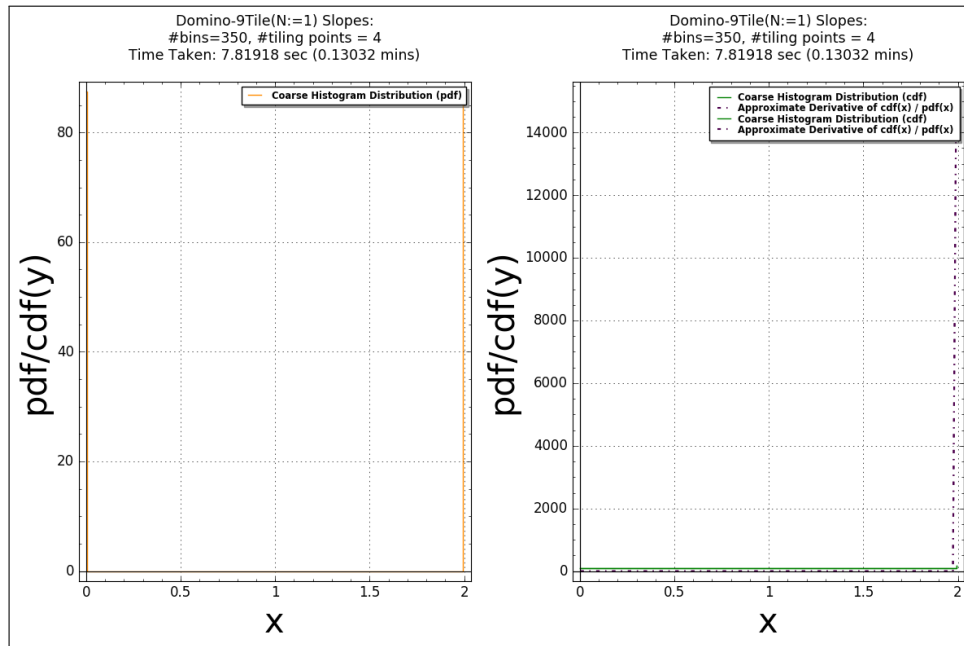 Domino-9Tile(N:=1) Slopes:
#bins=350, #tiling points = 4
Time Taken: 7.81918 sec (0.13032 mins)
Coarse Histogram Distribution (pdf)
80
60
40
20
0
0
0.5
1
1.5
2
pdf/cdf(y)
x
Domino-9Tile(N:=1) Slopes:
#bins=350, #tiling points = 4
Time Taken: 7.81918 sec (0.13032 mins)
Coarse Histogram Distribution (cdf)
Approximate Derivative of cdf(x) / pdf(x)
Coarse Histogram Distribution (cdf)
Approximate Derivative of cdf(x) / pdf(x)
14000
12000
10000
8000
6000
4000
2000
0
0
0.5
1
1.5
2
pdf/cdf(y)
x